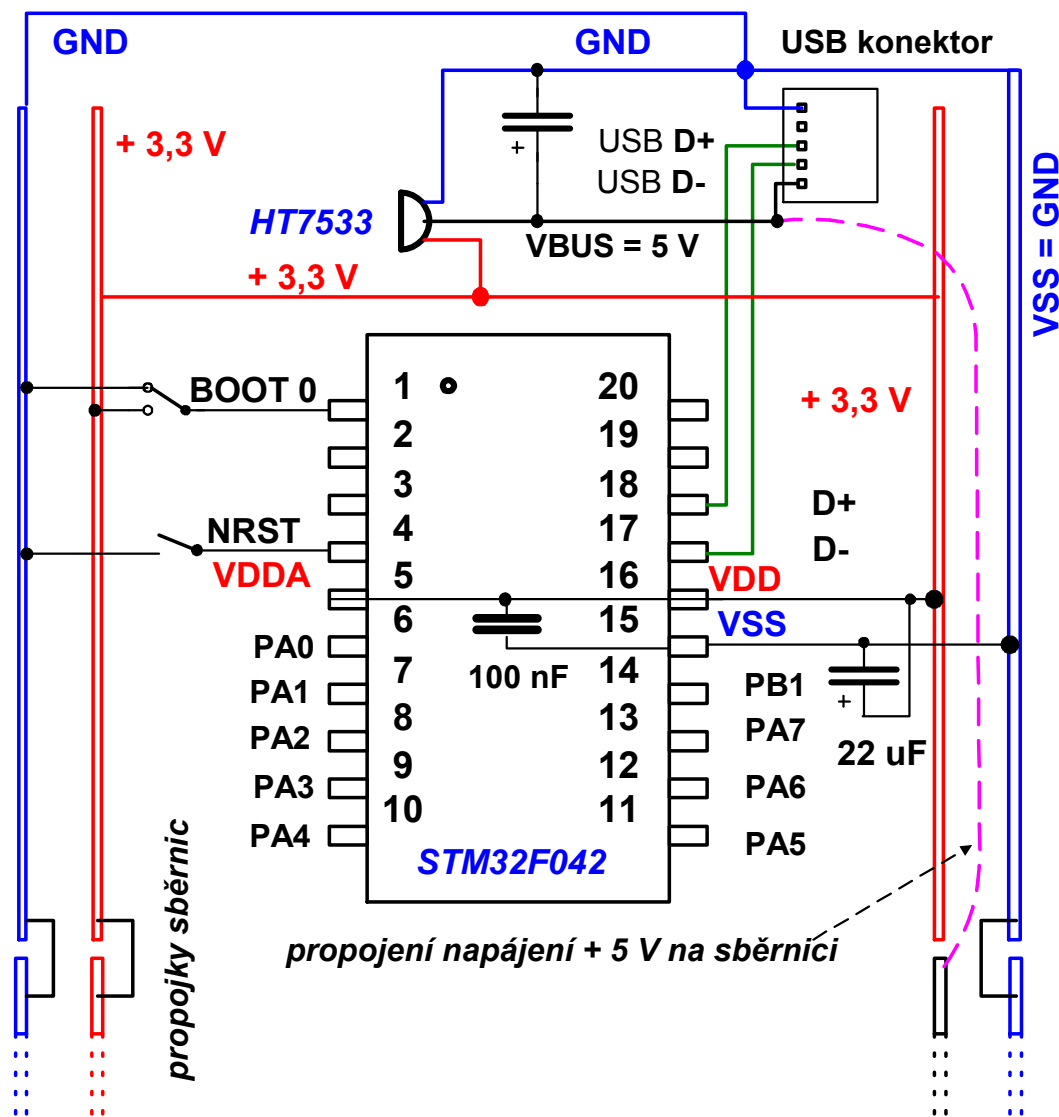 GND
GND
USB konektor
+ 3,3 V
+
USB D+
USB D-
HT7533
VBUS = 5 V
VSS = GND
+ 3,3 V
BOOT 0
1
20
+ 3,3 V
2
19
3
18
D+
NRST
4
17
D-
VDDA
5
16
VDD
6
15
VSS
PA0
7
100 nF
14
PB1
PA1
8
13
PA7
+
22 uF
PA2
9
12
PA6
PA3
10
11
PA5
PA4
STM32F042
propojky sběrnic
propojení napájení + 5 V na sběrnici